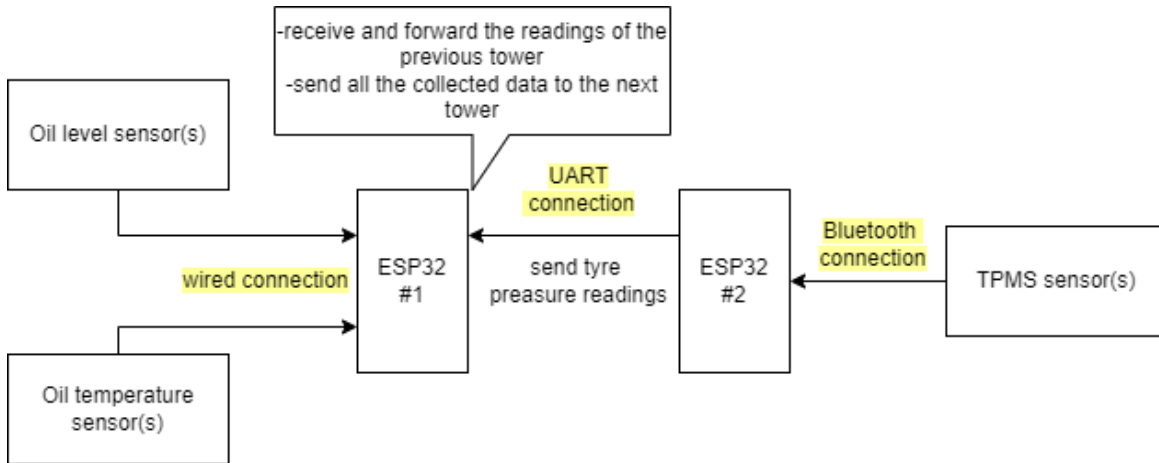 -receive and forward the readings of the
previous tower
-send all the collected data to the next
tower
Oil level sensor(s)
UART
connection
Bluetooth
connection
wired connection
ESP32
#1
send tyre
preasure readings
ESP32
#2
TPMS sensor(s)
Oil temperature
sensor(s)